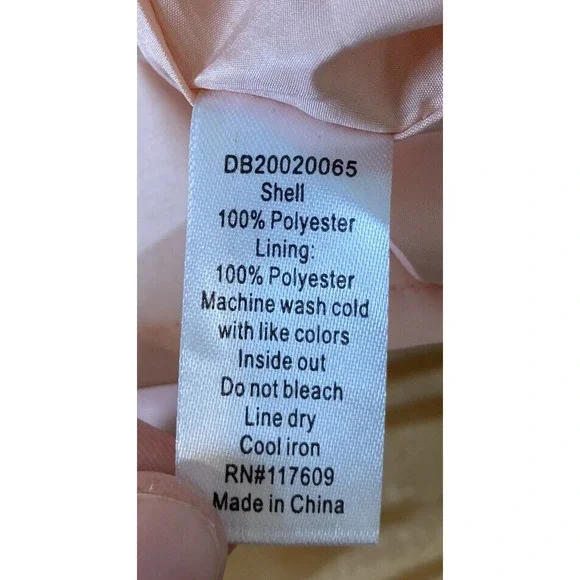 DB20020065
Shell
100% Polyester
Lining:
100% Polyester
Machine wash cold
with like colors
Inside out
Do not bleach
Line dry
Cool iron
RN#117609
Made in China